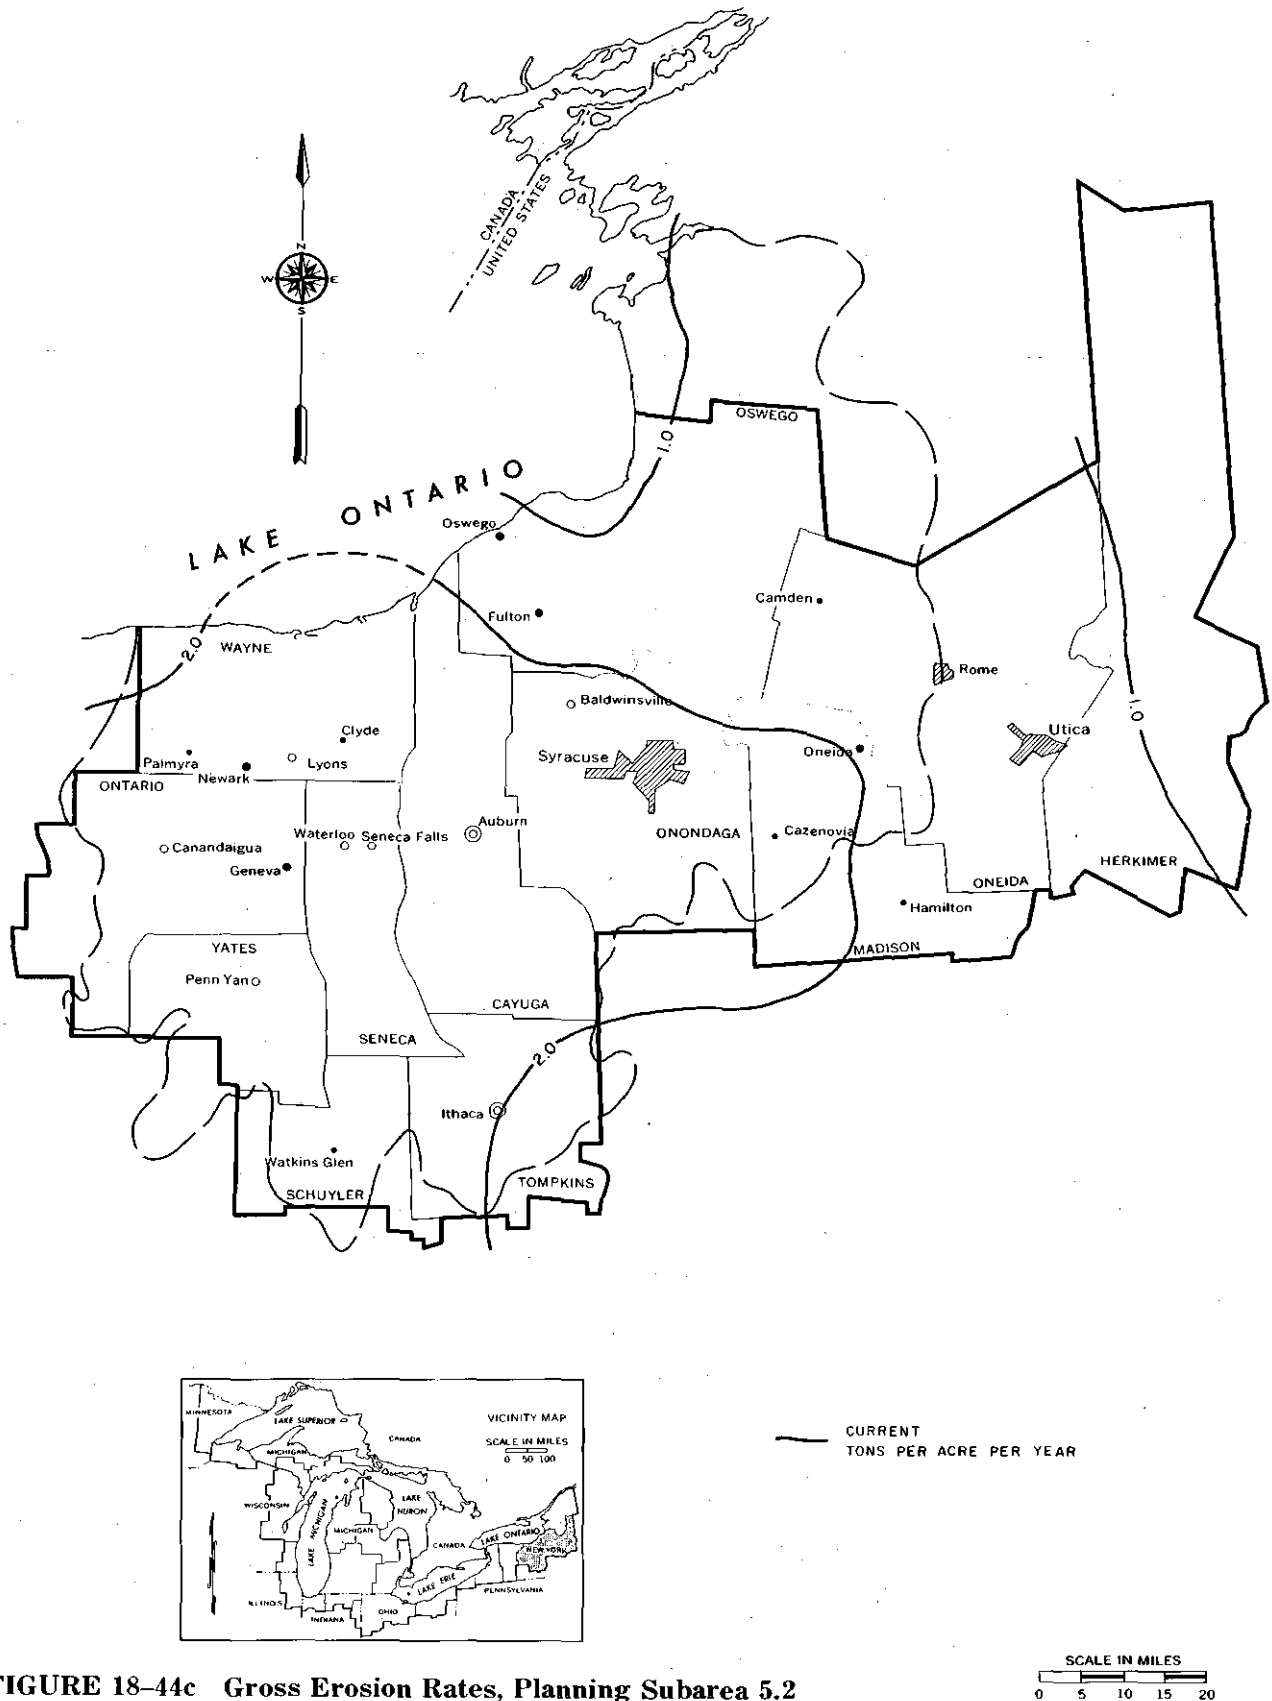 CANADA
UNITED STATES
N
W
E
S
OSWEGO
1.0
LAKE ONTARIO
Oswego
Fulton
Camden
2.0
WAYNE
Rome
Baldwinsville
Clyde
Utica
1.0
Palmyra
Lyons
Syracuse
Oneida
Newark
ONTARIO
Auburn
Waterloo
Seneca Falls
ONONDAGA
Cazenovia
Canandaigua
Geneva
HERKIMER
ONEIDA
Hamilton
YATES
MADISON
Penn Yan
CAYUGA
SENECA
2.0
Ithaca
Watkins Glen
SCHUYLER
TOMPKINS
MINNESOTA
LAKE SUPERIOR
VICINITY MAP
CANADA
SCALE IN MILES
0 50 100
MICHIGAN
WISCONSIN
LAKE MICHIGAN
LAKE HURON
MICHIGAN
CANADA
LAKE ONTARIO
NEW YORK
LAKE ERIE
PENNSYLVANIA
ILLINOIS
INDIANA
OHIO
CURRENT
TONS PER ACRE PER YEAR
FIGURE 18–44c Gross Erosion Rates, Planning Subarea 5.2
SCALE IN MILES
0 5 10 15 20